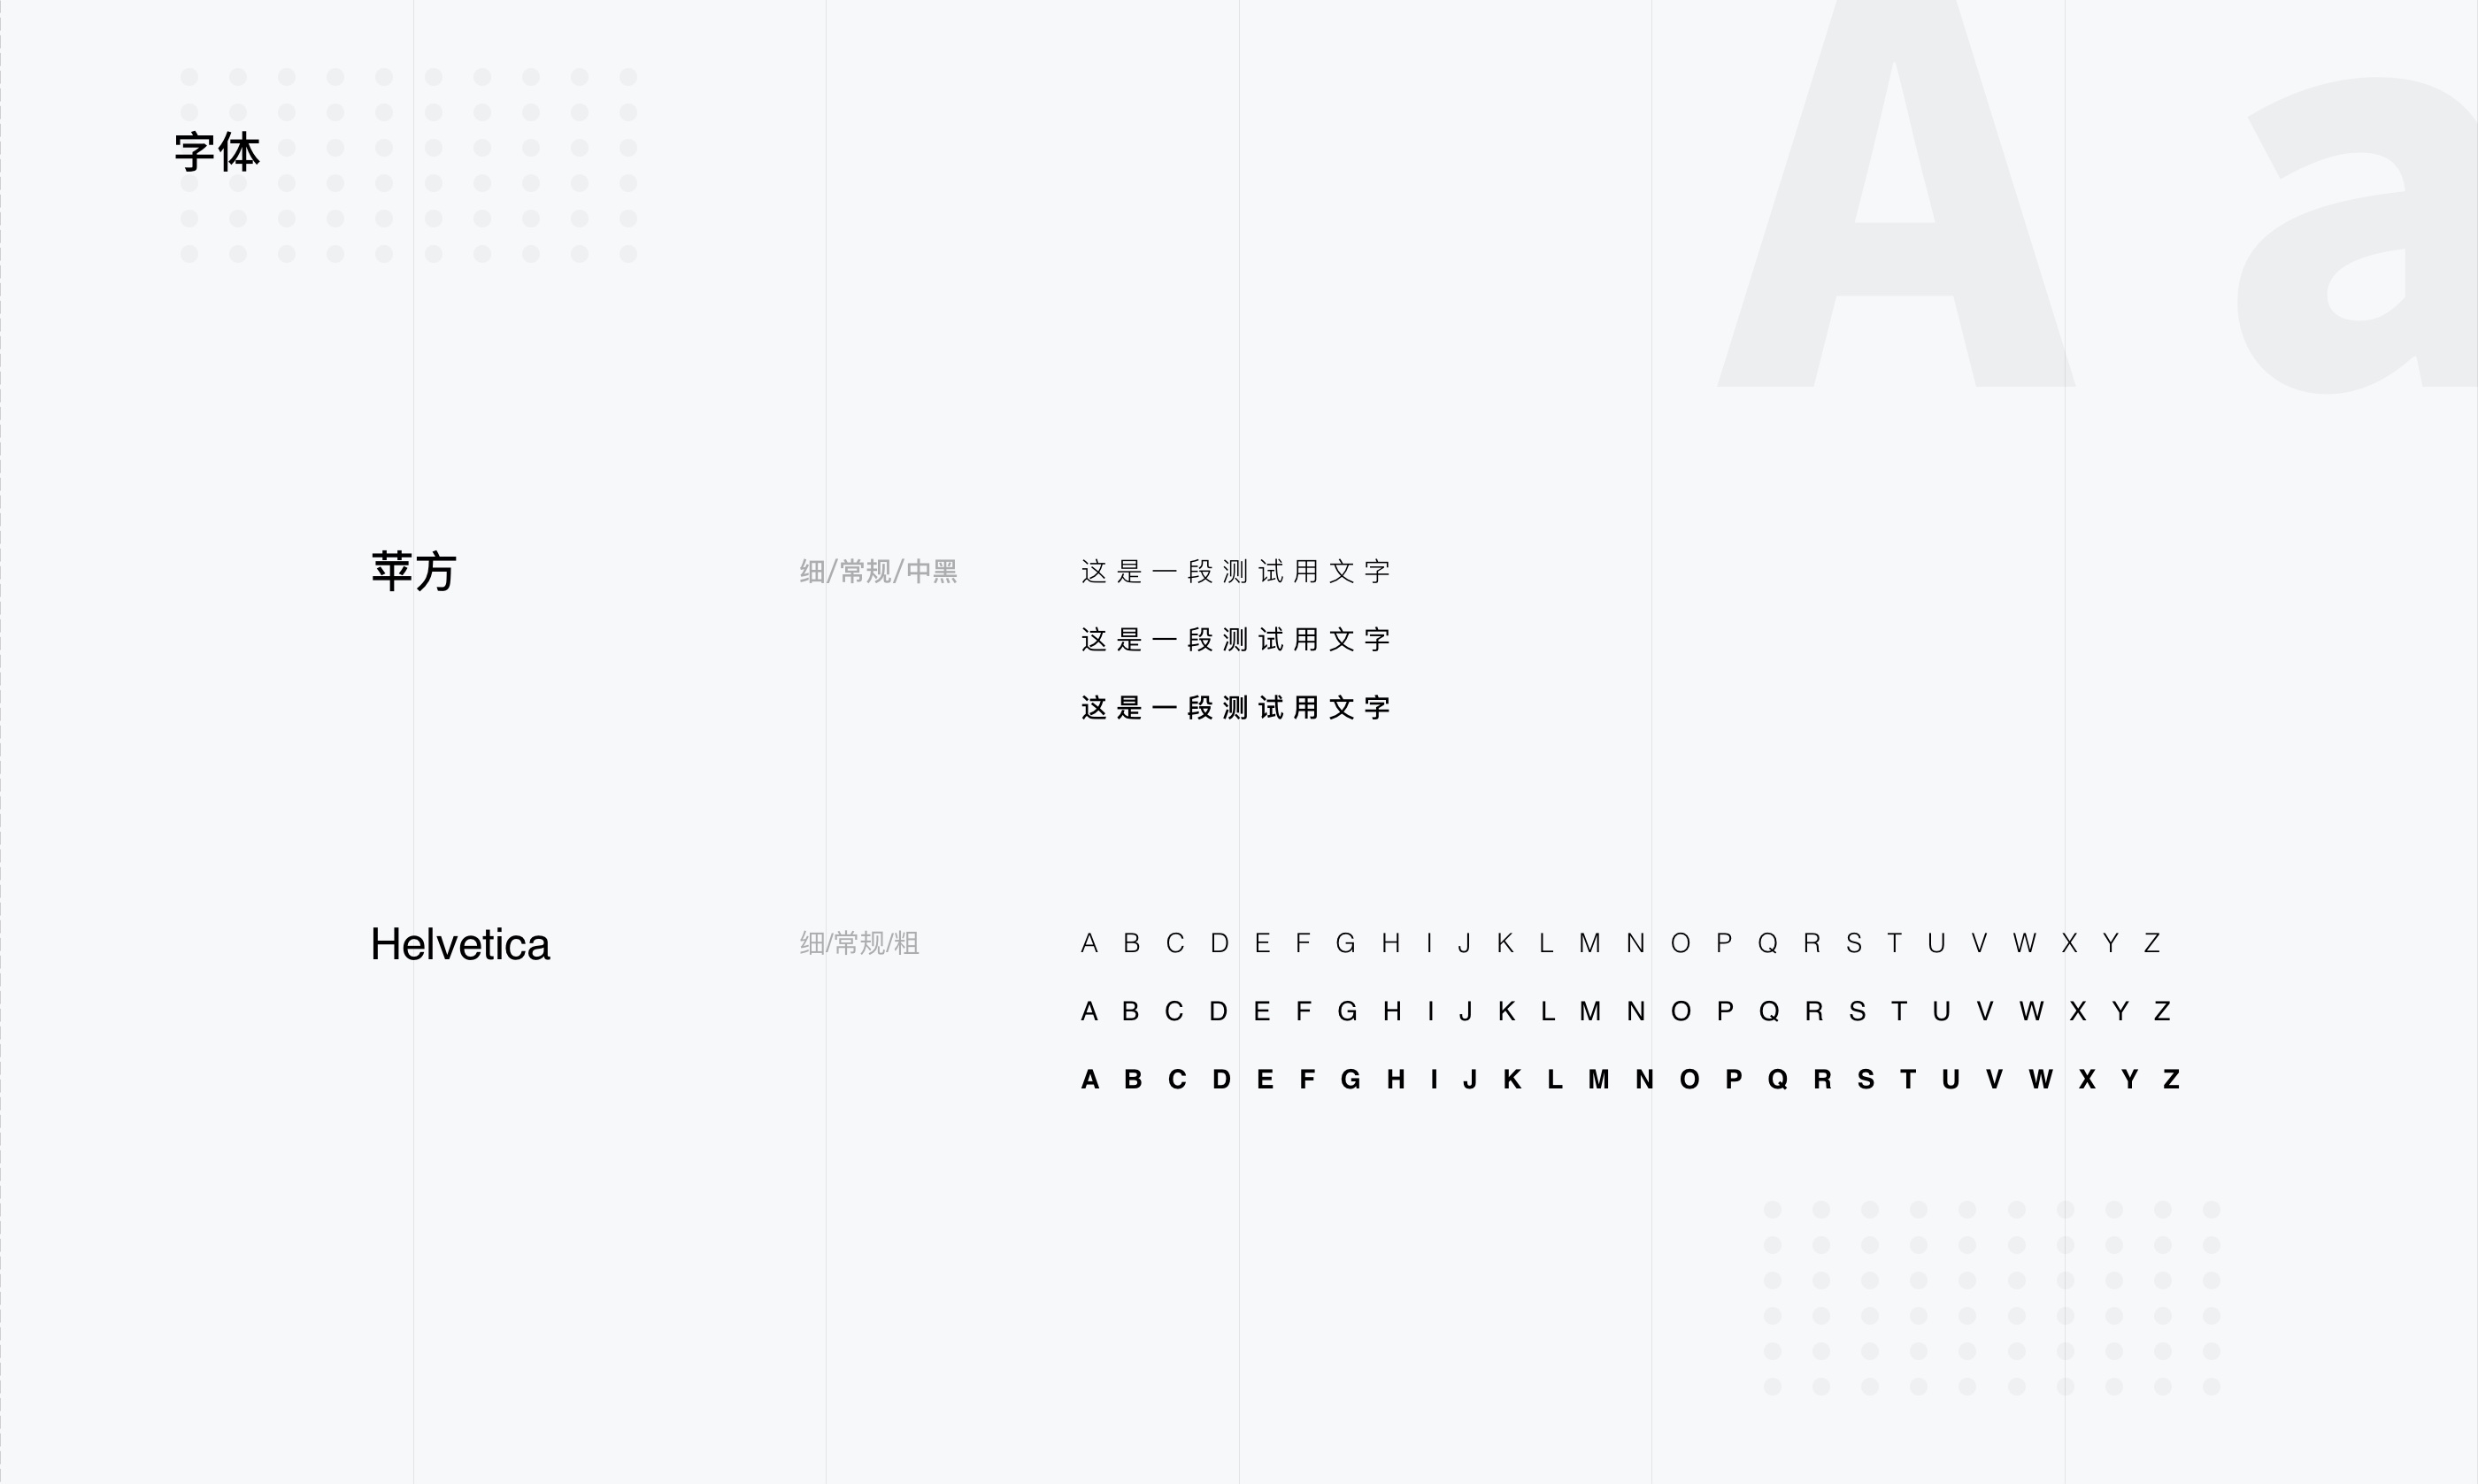 A a
字体
苹方
细/常规/中黑
这是一段测试用文字
这是一段测试用文字
这是一段测试用文字
Helvetica
细/常规/粗
A B C D E F G H I J K L M N O P Q R S T U V W X Y Z
A B C D E F G H I J K L M N O P Q R S T U V W X Y Z
A B C D E F G H I J K L M N O P Q R S T U V W X Y Z